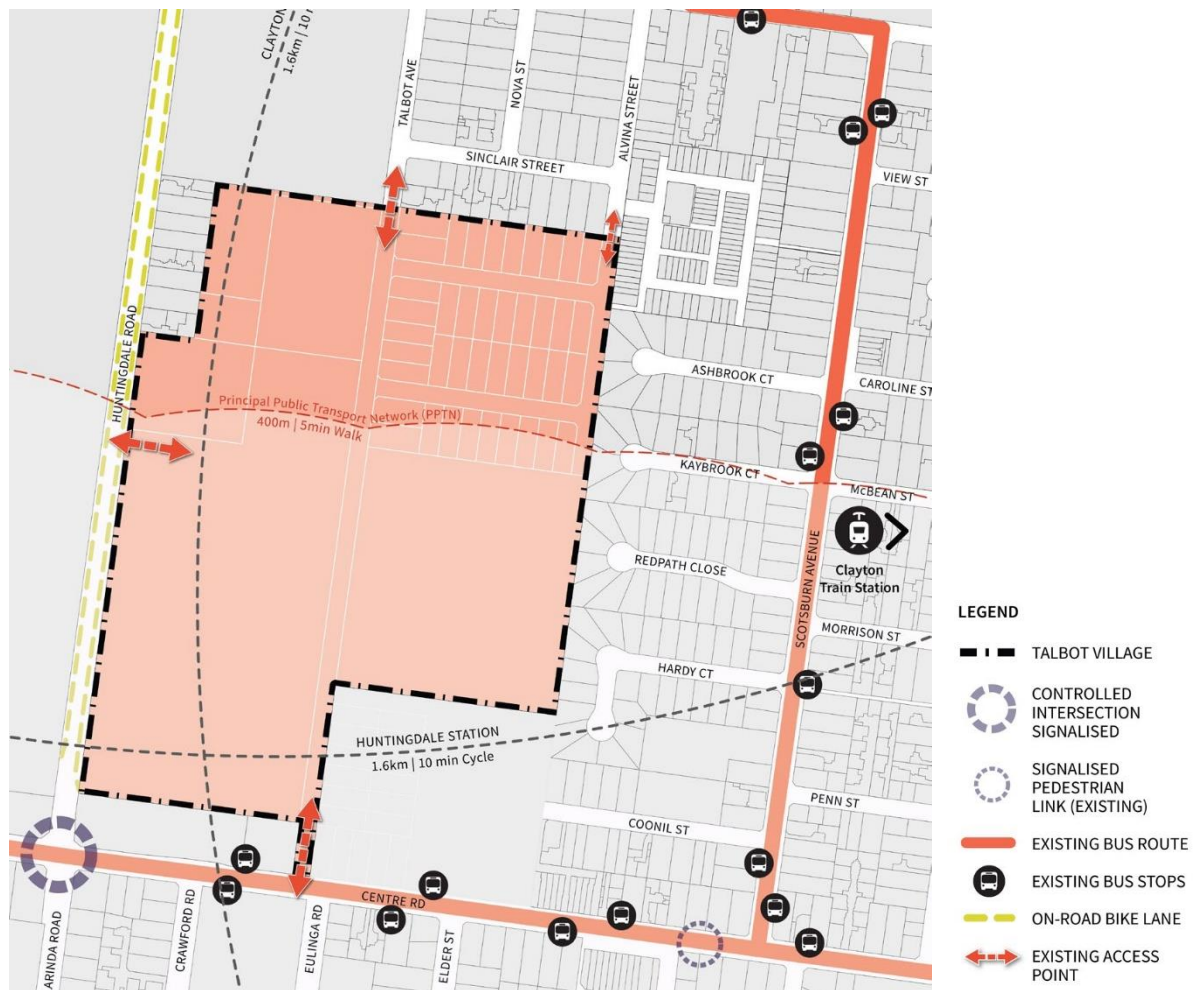 CLAYTON
1.6km | 10
TALBOT AVE
NOVA ST
ALVINA STREET
SINCLAIR STREET
VIEW ST
HUNTINGDALE ROAD
ASHBROOK CT
CAROLINE ST
Principal Public Transport Network (PPTN)
400m | 5min Walk
KAYBROOK CT
McBEAN ST
REDPATH CLOSE
SCOTSBURN AVENUE
Clayton
Train Station
MORRISON ST
HARDY CT
HUNTINGDALE STATION
1.6km | 10 min Cycle
PENN ST
COONIL ST
CENTRE RD
ARINDA ROAD
CRAWFORD RD
EULINGA RD
ELDER ST
LEGEND
TALBOT VILLAGE
CONTROLLED
INTERSECTION
SIGNALISED
SIGNALISED
PEDESTRIAN
LINK (EXISTING)
EXISTING BUS ROUTE
EXISTING BUS STOPS
ON-ROAD BIKE LANE
EXISTING ACCESS
POINT